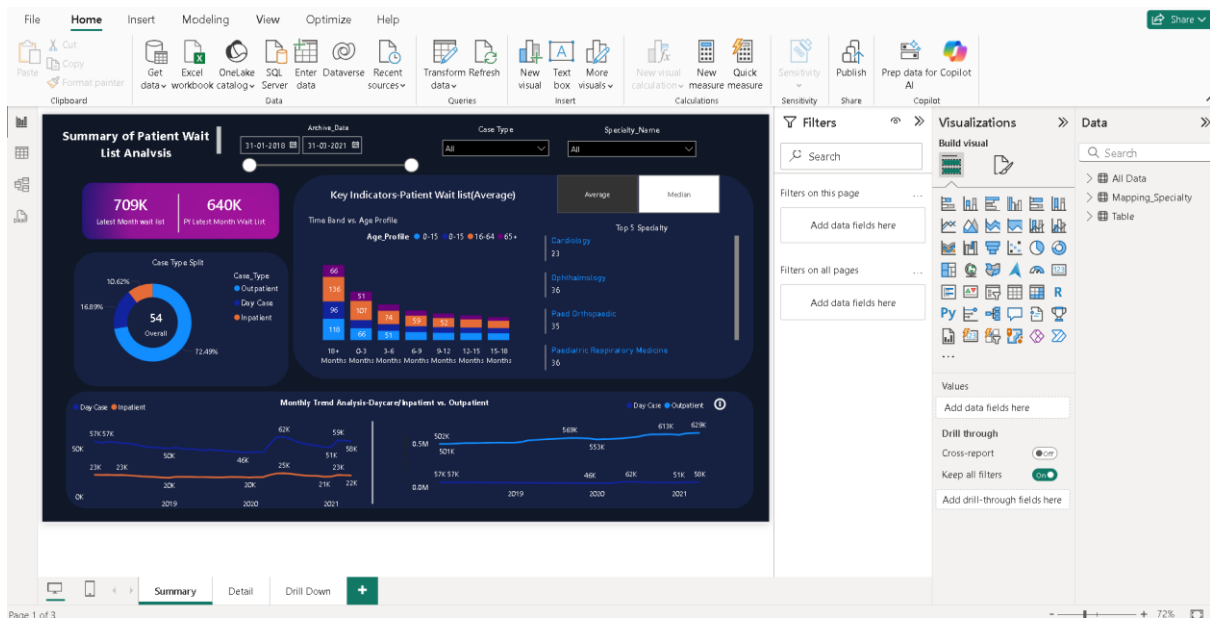 File Home Insert Modeling View Optimize Help
Share
Paste
Cut
Copy
Format painter
Get data
Excel workbook
OneLake catalog
SQL Server
Enter data
Dataverse
Recent sources
Transform data
Refresh
New visual
Text box
More visuals
New visual calculation
New measure
Quick measure
Sensitivity
Publish
Prep data for AI
Copilot
Clipboard
Data
Queries
Insert
Calculations
Sensitivity
Share
Copilot
Summary of Patient Wait
List Analysis
Archive_Date
31-01-2018 31-03-2021
Case Type
All
Specialty_Name
All
709K
Latest Month wait list
640K
PY Latest Month Wait List
Key Indicators-Patient Wait list(Average)
Average
Median
Time Band vs. Age Profile
Age_Profile 0-15 0-15 16-64 65+
66
136
96
118
51
107
66
74
51
59
52
18+ Months
0-3 Months
3-6 Months
6-9 Months
9-12 Months
12-15 Months
15-18 Months
Top 5 Specialty
Cardiology
23
Ophthalmology
36
Paed Orthopaedic
35
Paediatric Respiratory Medicine
36
Case Type Split
10.62%
16.89%
72.49%
54
Overall
Case_Type
Outpatient
Day Case
Inpatient
Monthly Trend Analysis-Daycare/Inpatient vs. Outpatient
Day Case Inpatient
50K
0K
57K 57K
50K
46K
62K
59K
51K
58K
23K 23K
20K
20K
25K
23K
21K
22K
2019 2020 2021
Day Case Outpatient
0.5M
0.0M
502K
501K
569K
553K
613K
629K
57K 57K
46K
62K
51K
58K
2019 2020 2021
Filters
Search
Filters on this page
...
Add data fields here
Filters on all pages
...
Add data fields here
Visualizations
Build visual
123
R
Py
...
Values
Add data fields here
Drill through
Cross-report
Off
Keep all filters
On
Add drill-through fields here
Data
Search
All Data
Mapping_Specialty
Table
Summary
Detail
Drill Down
+
Page 1 of 3
- + 72%